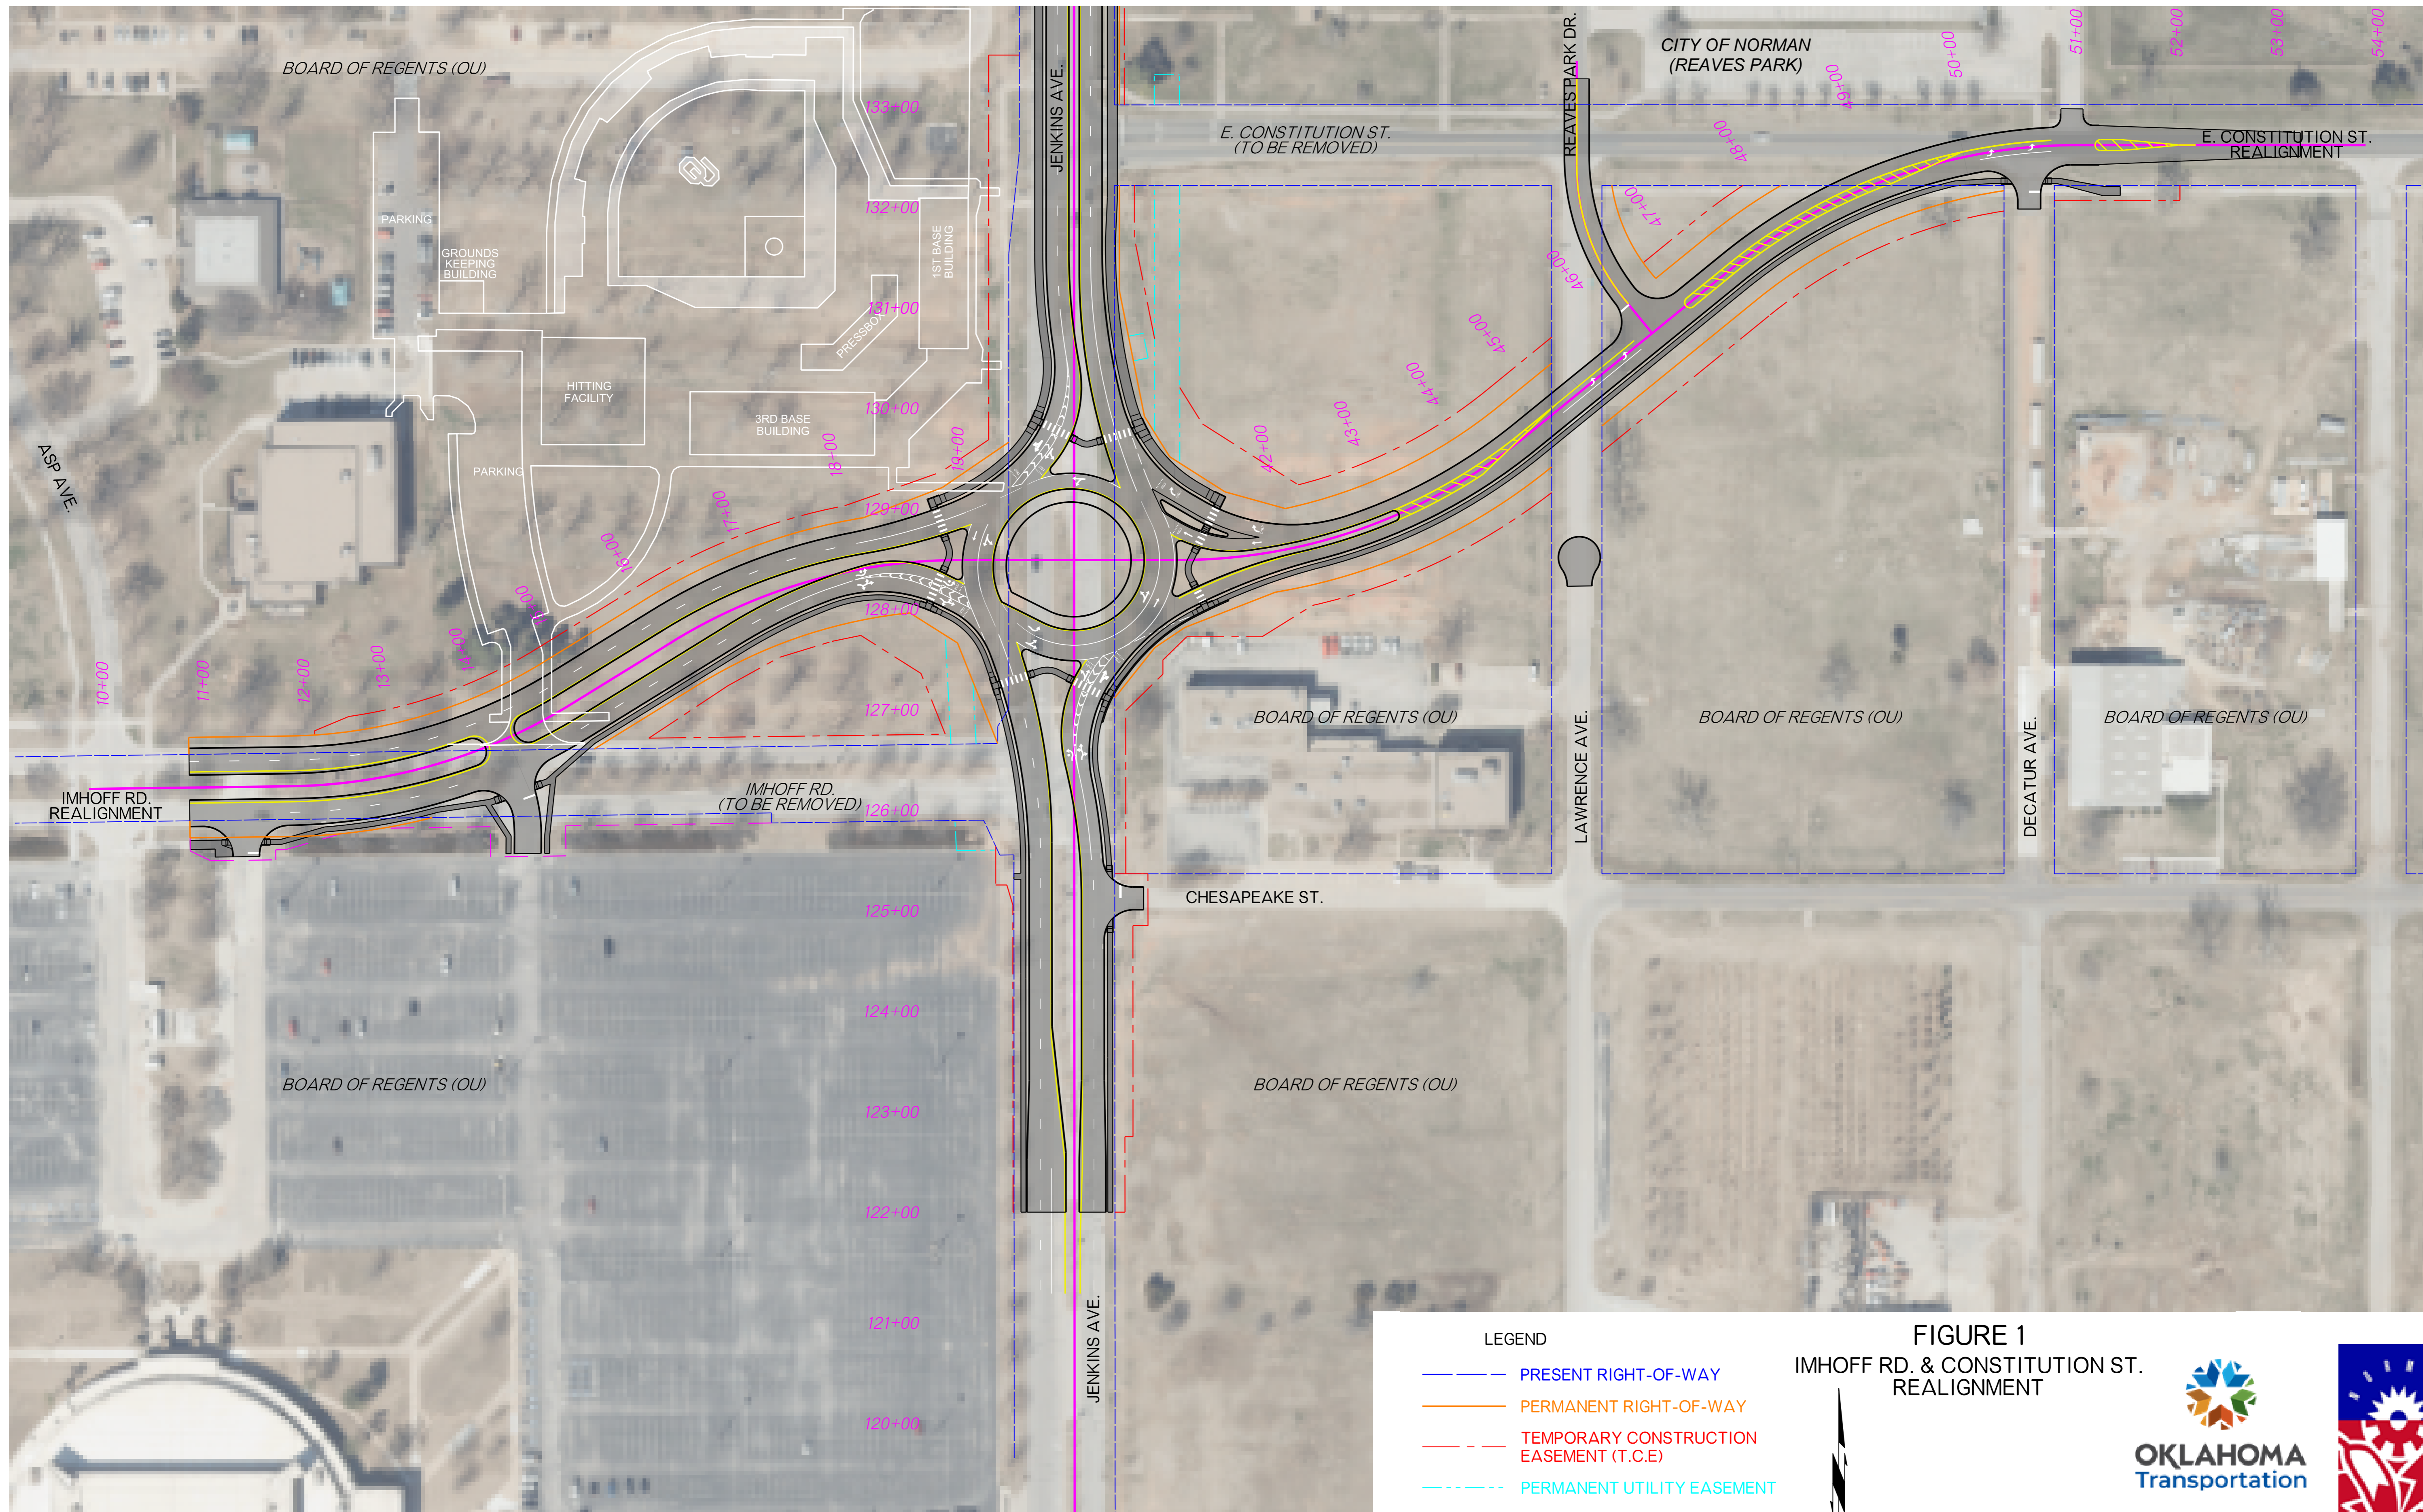 BOARD OF REGENTS (OU)
JENKINS AVE.
133+00
E. CONSTITUTION ST.
(TO BE REMOVED)
REAVES PARK DR.
CITY OF NORMAN
(REAVES PARK)
48+00
49+00
50+00
51+00
52+00
53+00
54+00
E. CONSTITUTION ST.
REALIGNMENT
PARKING
GROUNDS
KEEPING
BUILDING
132+00
1ST BASE
BUILDING
131+00
PRESSBOX
47+00
46+00
45+00
44+00
43+00
42+00
HITTING
FACILITY
3RD BASE
BUILDING
130+00
18+00
19+00
ASP AVE.
PARKING
17+00
129+00
16+00
128+00
10+00
11+00
12+00
13+00
14+00
127+00
BOARD OF REGENTS (OU)
LAWRENCE AVE.
BOARD OF REGENTS (OU)
DECATUR AVE.
BOARD OF REGENTS (OU)
IMHOFF RD.
REALIGNMENT
IMHOFF RD.
(TO BE REMOVED)
126+00
125+00
CHESAPEAKE ST.
124+00
BOARD OF REGENTS (OU)
BOARD OF REGENTS (OU)
123+00
122+00
121+00
120+00
JENKINS AVE.
LEGEND
PRESENT RIGHT-OF-WAY
PERMANENT RIGHT-OF-WAY
TEMPORARY CONSTRUCTION
EASEMENT (T.C.E)
PERMANENT UTILITY EASEMENT
FIGURE 1
IMHOFF RD. & CONSTITUTION ST.
REALIGNMENT
OKLAHOMA
Transportation